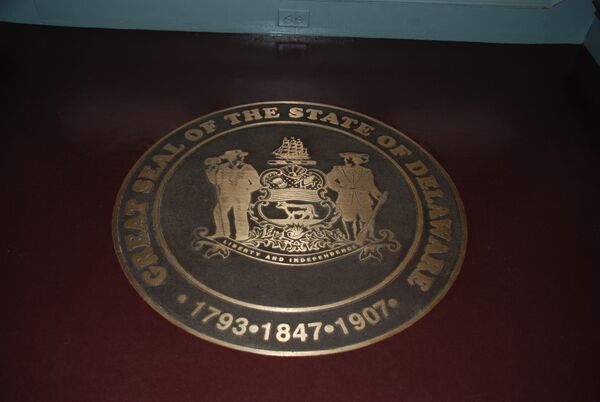 GREAT SEAL OF THE STATE OF DELAWARE
LIBERTY AND INDEPENDENCE
•1793•1847•1907•